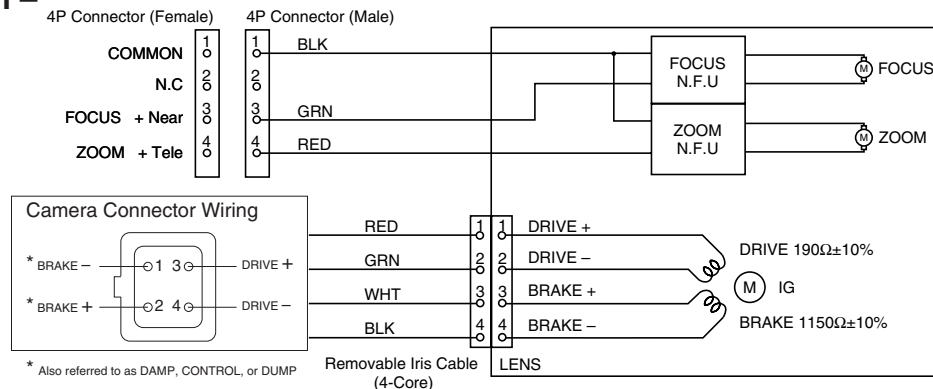 4P Connector (Female)
4P Connector (Male)
COMMON 1
N.C 2
FOCUS + Near 3
ZOOM + Tele 4
1 BLK
2
3 GRN
4 RED
FOCUS
N.F.U
M FOCUS
ZOOM
N.F.U
M ZOOM
Camera Connector Wiring
* BRAKE – 1 3 DRIVE +
* BRAKE + 2 4 DRIVE –
* Also referred to as DAMP, CONTROL, or DUMP
RED 1 1 DRIVE +
GRN 2 2 DRIVE –
WHT 3 3 BRAKE +
BLK 4 4 BRAKE –
DRIVE 190Ω±10%
M IG
BRAKE 1150Ω±10%
Removable Iris Cable
(4-Core)
LENS